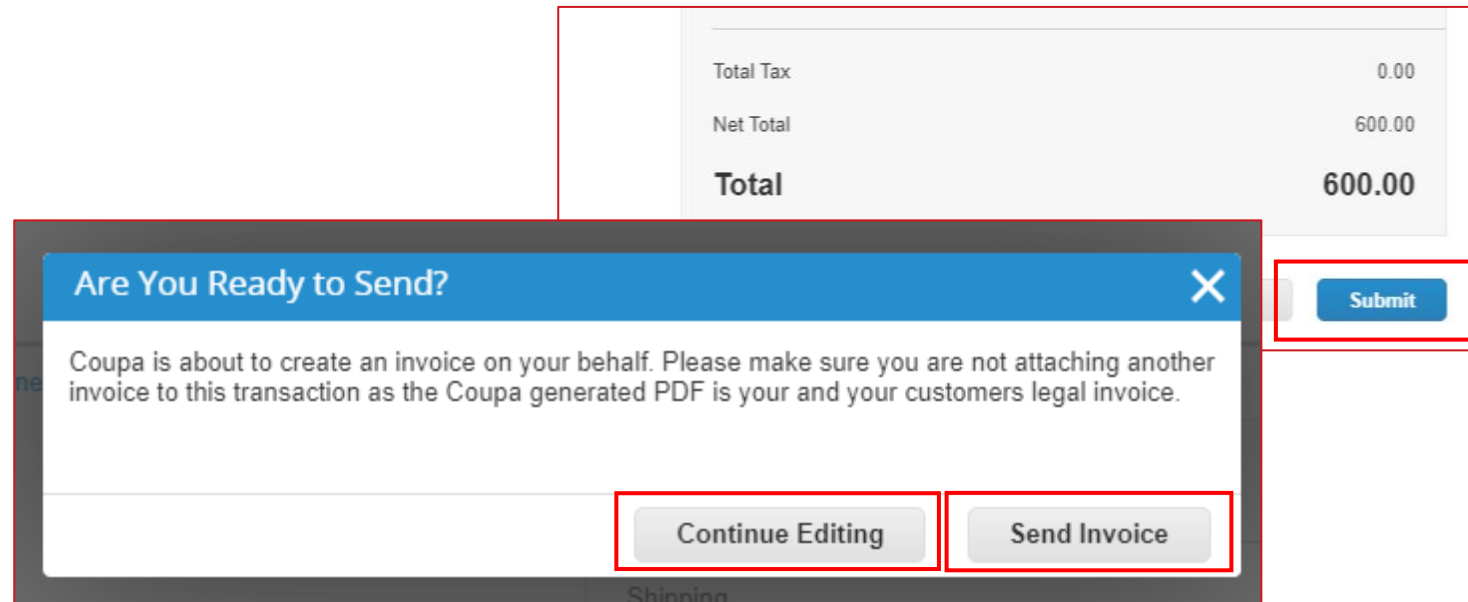 Total Tax 0.00
Net Total 600.00
Total 600.00
Submit
Are You Ready to Send?
Coupa is about to create an invoice on your behalf. Please make sure you are not attaching another
invoice to this transaction as the Coupa generated PDF is your and your customers legal invoice.
Continue Editing Send Invoice
Shipping